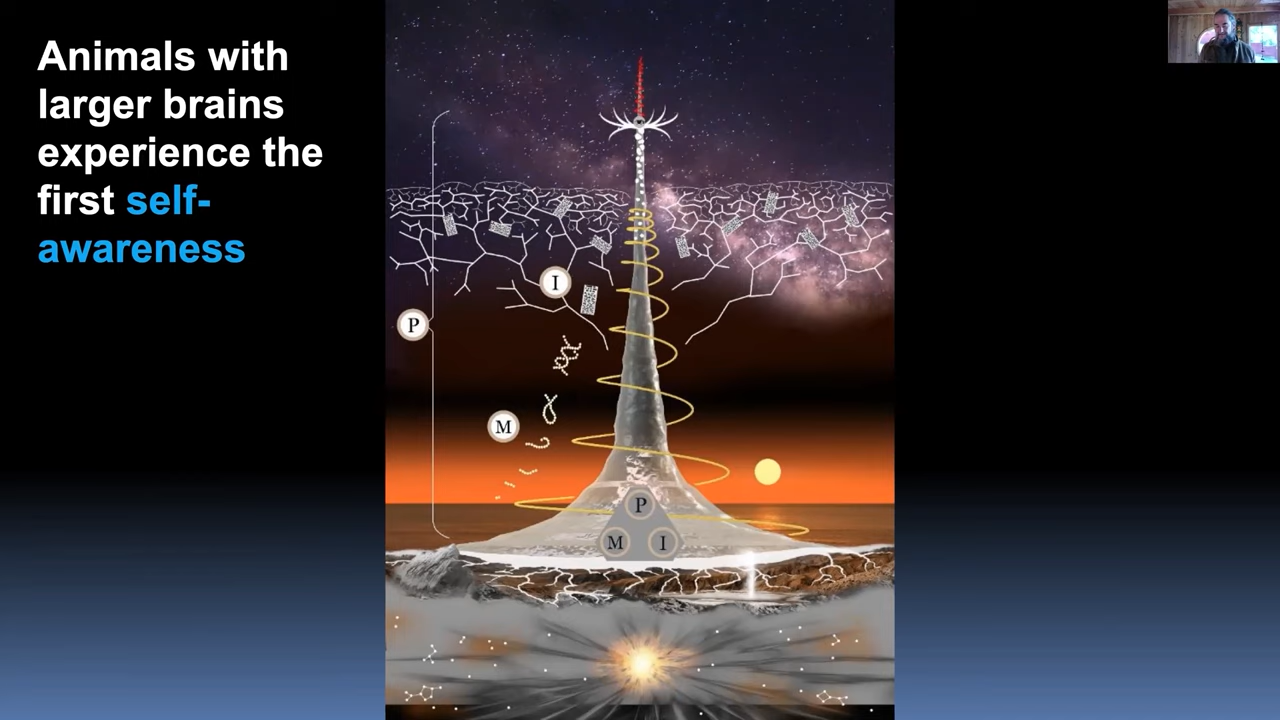 Animals with
larger brains
experience the
first self-
awareness
I
P
M
P
M I